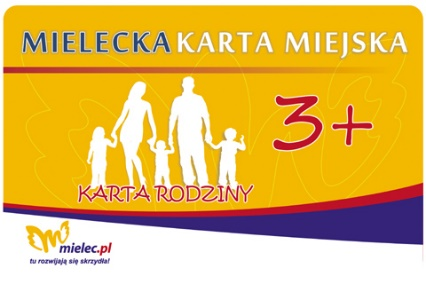 MIELECKA KARTA MIEJSKA
3+
KARTA RODZINY
mielec.pl
tu rozwijają się skrzydła!